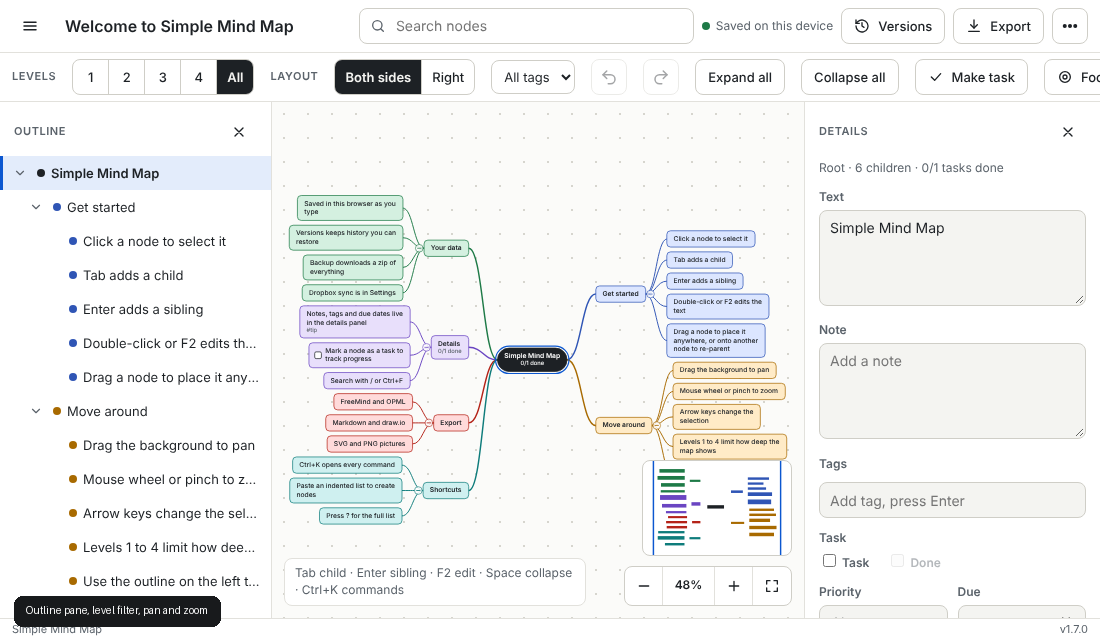 Welcome to Simple Mind Map
Search nodes
Saved on this device
Versions
Export
LEVELS
1
2
3
4
All
LAYOUT
Both sides
Right
All tags
Expand all
Collapse all
Make task
OUTLINE
Simple Mind Map
Get started
Click a node to select it
Tab adds a child
Enter adds a sibling
Double-click or F2 edits th...
Drag a node to place it any...
Move around
Drag the background to pan
Mouse wheel or pinch to z...
Arrow keys change the sel...
Levels 1 to 4 limit how dee...
Use the outline on the left t...
Outline pane, level filter, pan and zoom
Simple Mind Map
Saved in this browser as you
type
Versions keeps history you can
restore
Backup downloads a zip of
everything
Dropbox sync is in Settings
Your data
Notes, tags and due dates live
in the details panel
#tip
Mark a node as a task to
track progress
Search with / or Ctrl+F
Details
0/1 done
FreeMind and OPML
Markdown and draw.io
SVG and PNG pictures
Export
Ctrl+K opens every command
Paste an indented list to create
nodes
Press ? for the full list
Shortcuts
Simple Mind Map
0/1 done
Get started
Click a node to select it
Tab adds a child
Enter adds a sibling
Double-click or F2 edits the
text
Drag a node to place it
anywhere, or onto another
node to re-parent
Move around
Drag the background to pan
Mouse wheel or pinch to zoom
Arrow keys change the
selection
Levels 1 to 4 limit how deep the
map shows
Tab child · Enter sibling · F2 edit · Space collapse
· Ctrl+K commands
48%
DETAILS
Root · 6 children · 0/1 tasks done
Text
Simple Mind Map
Note
Add a note
Tags
Add tag, press Enter
Task
Task
Done
Priority
Due
v1.7.0